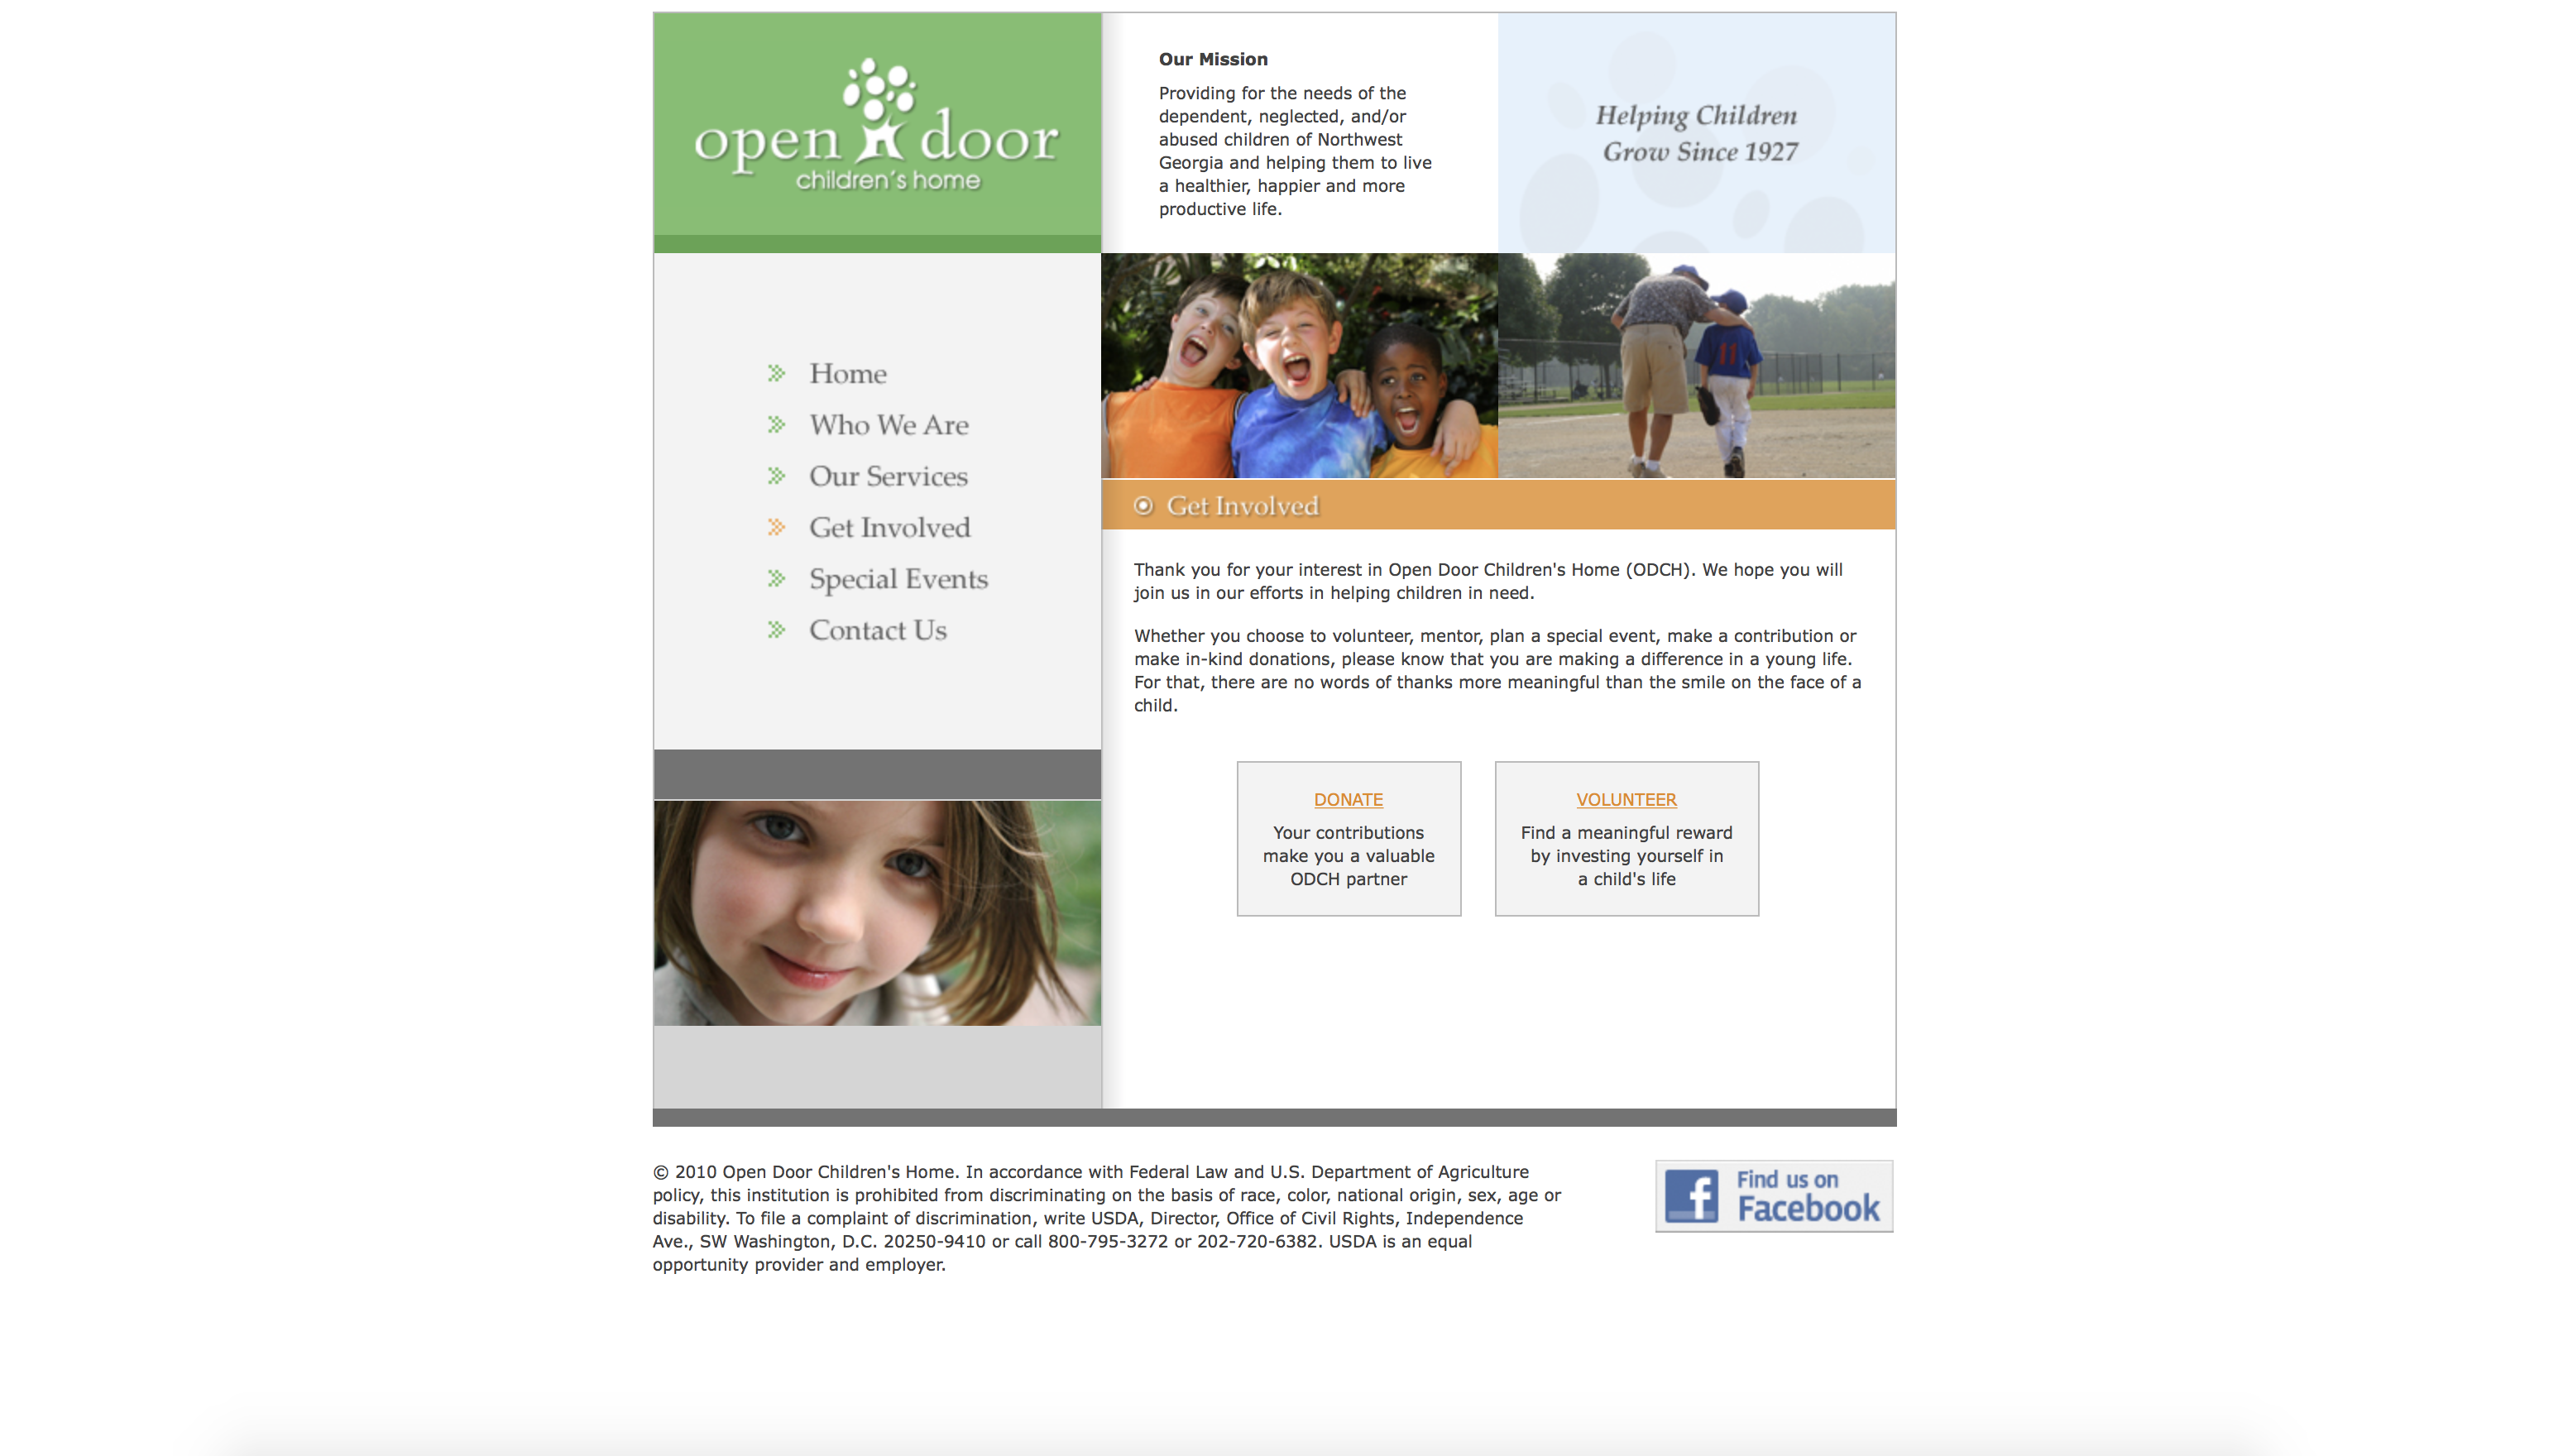 open door
children's home
Our Mission
Providing for the needs of the
dependent, neglected, and/or
abused children of Northwest
Georgia and helping them to live
a healthier, happier and more
productive life.
Helping Children
Grow Since 1927
Home
Who We Are
Our Services
Get Involved
Special Events
Contact Us
11
Get Involved
Thank you for your interest in Open Door Children's Home (ODCH). We hope you will
join us in our efforts in helping children in need.
Whether you choose to volunteer, mentor, plan a special event, make a contribution or
make in-kind donations, please know that you are making a difference in a young life.
For that, there are no words of thanks more meaningful than the smile on the face of a
child.
DONATE
Your contributions
make you a valuable
ODCH partner
VOLUNTEER
Find a meaningful reward
by investing yourself in
a child's life
© 2010 Open Door Children's Home. In accordance with Federal Law and U.S. Department of Agriculture
policy, this institution is prohibited from discriminating on the basis of race, color, national origin, sex, age or
disability. To file a complaint of discrimination, write USDA, Director, Office of Civil Rights, Independence
Ave., SW Washington, D.C. 20250-9410 or call 800-795-3272 or 202-720-6382. USDA is an equal
opportunity provider and employer.
f
Find us on
Facebook